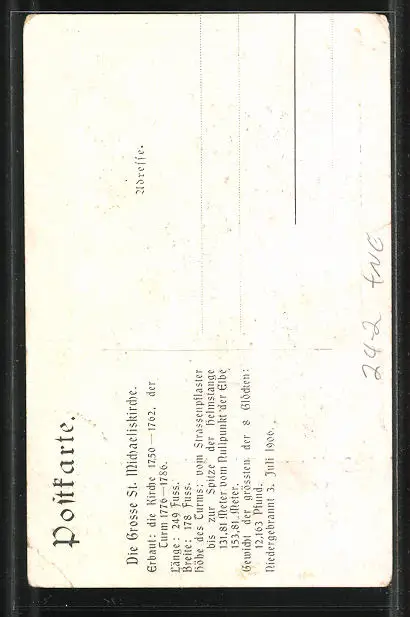 Postkarte.
Die Grosse St. Michaeliskirche.
Erbaut: die Kirche 1750—1762, der
Turm 1776—1786.
Länge: 249 Fuss.
Breite: 178 Fuss.
Höhe des Turms: vom Strassenpflaster
bis zur Spitze der Helmstange
131,81 Meter vom Nullpunkt der Elbe
153,81 Meter.
Gewicht der grössten der 8 Glocken:
12,163 Pfund.
Niedergebrannt 3. Juli 1906.
Adresse.